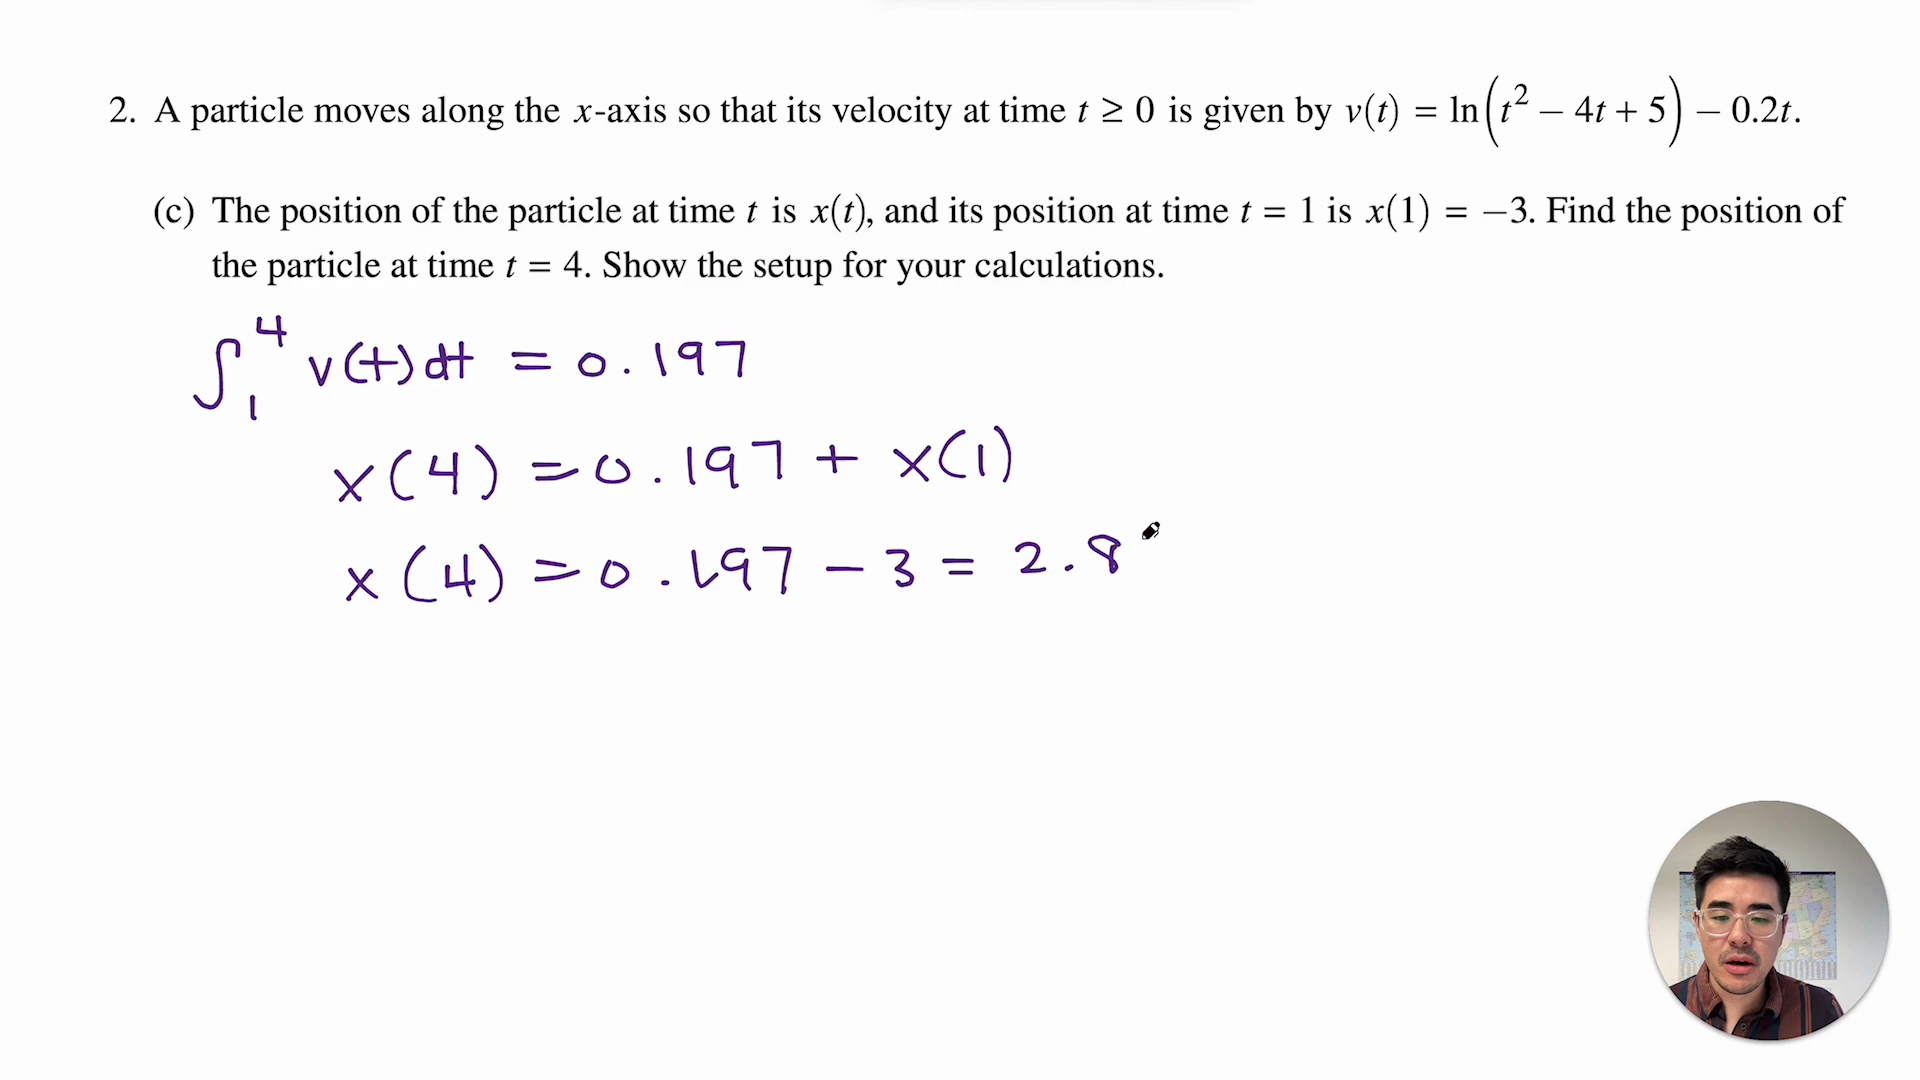 2. A particle moves along the x-axis so that its velocity at time t ≥ 0 is given by v(t) = ln(t² − 4t + 5) − 0.2t.
(c) The position of the particle at time t is x(t), and its position at time t = 1 is x(1) = −3. Find the position of
the particle at time t = 4. Show the setup for your calculations.
∫₁⁴ v(t)dt = 0.197
x(4) = 0.197 + x(1)
x(4) = 0.197 − 3 = 2.8